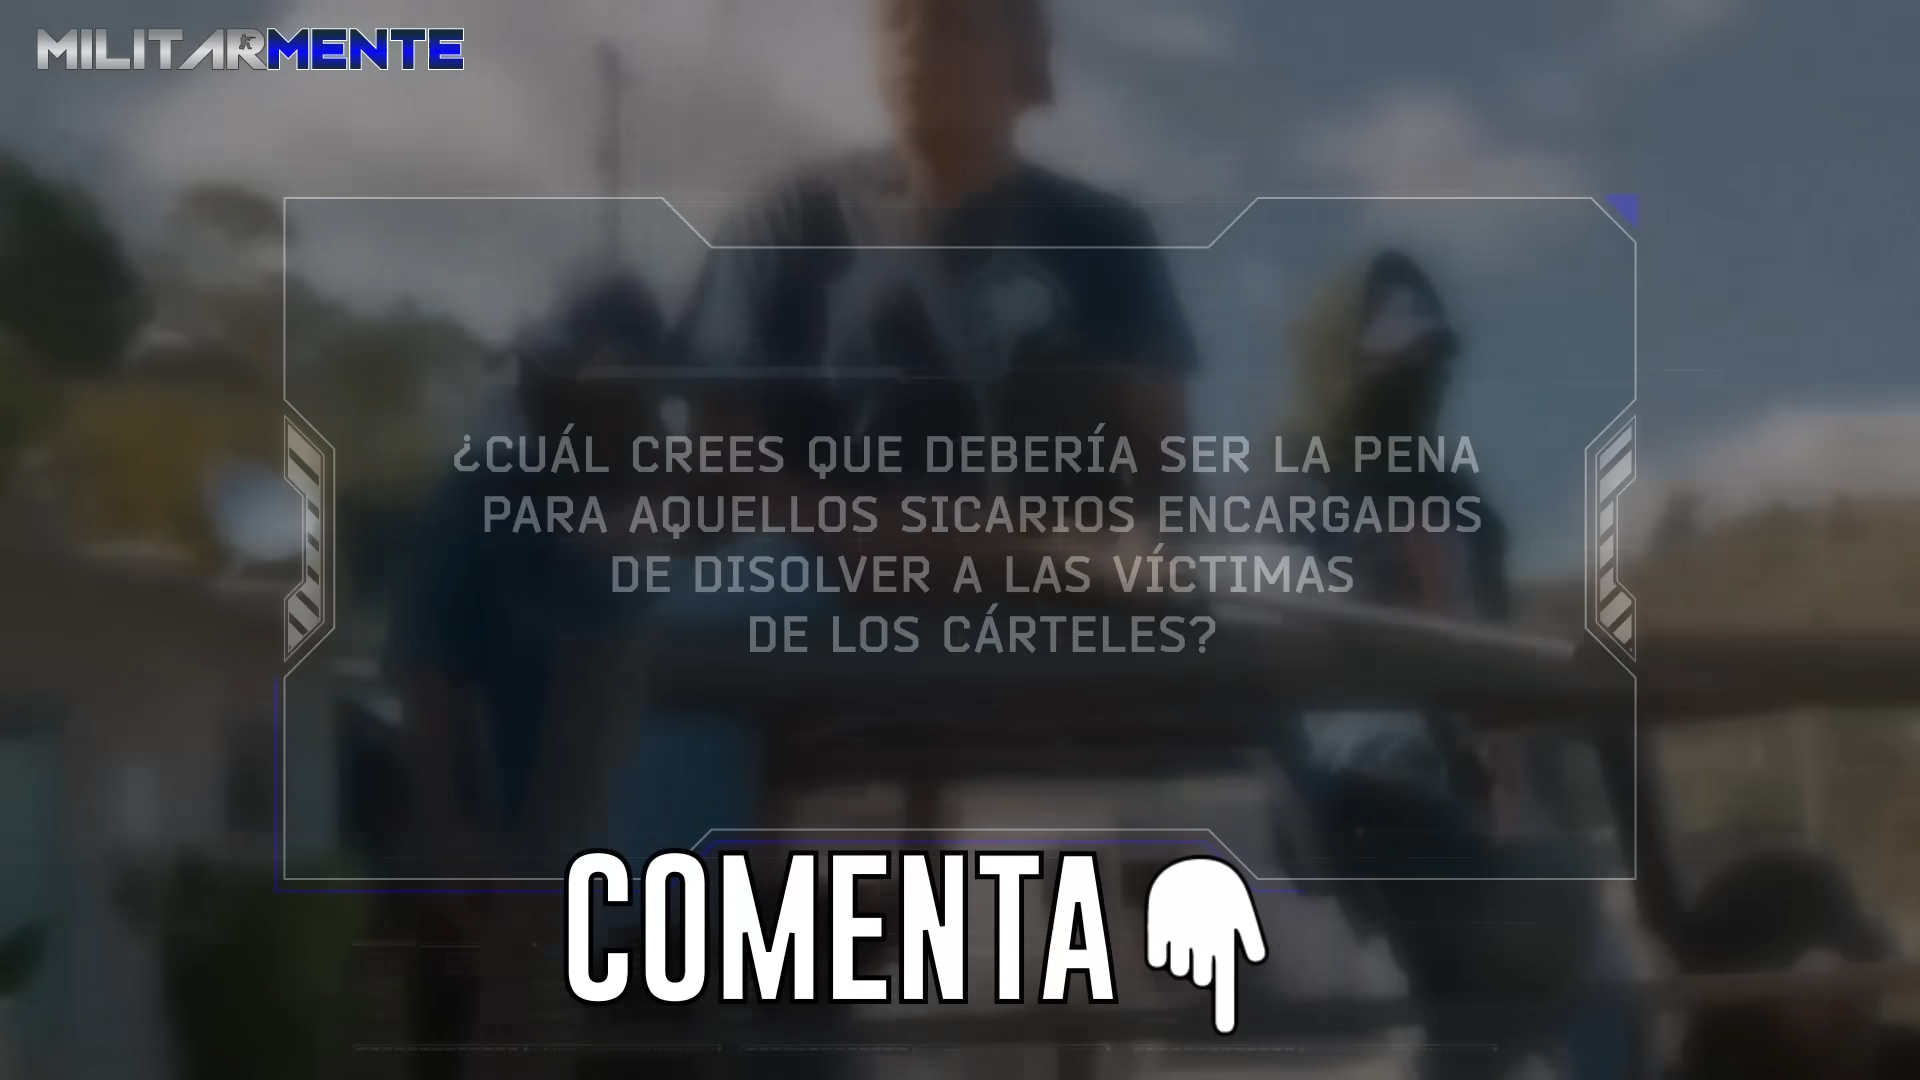 MILITARMENTE
¿CUÁL CREES QUE DEBERÍA SER LA PENA
PARA AQUELLOS SICARIOS ENCARGADOS
DE DISOLVER A LAS VÍCTIMAS
DE LOS CÁRTELES?
COMENTA